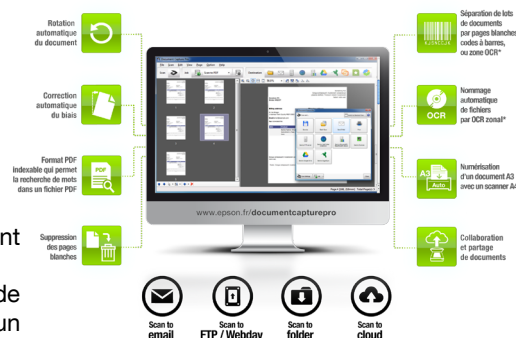 Rotation
automatique
du document
Correction
automatique
du biais
Format PDF
indexable qui permet
la recherche de mots
dans un fichier PDF
PDF
Suppression
des pages
blanches
Séparation de lots
de documents
par pages blanches
codes à barres,
ou zone OCR*
OCR
Nommage
automatique
de fichiers
par OCR zonal*
A3
Auto
Numérisation
d'un document A3
avec un scanner A4
Collaboration
et partage
de documents
www.epson.fr/documentcapturepro
nt
de
un
Scan to
email
Scan to
FTP / Webdav
Scan to
folder
Scan to
cloud